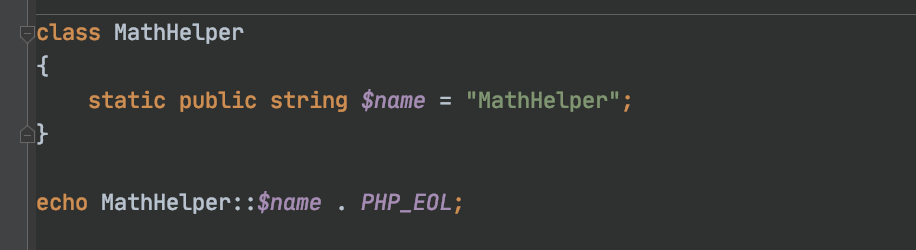 class MathHelper
{
    static public string $name = "MathHelper";
}
echo MathHelper::$name . PHP_EOL;